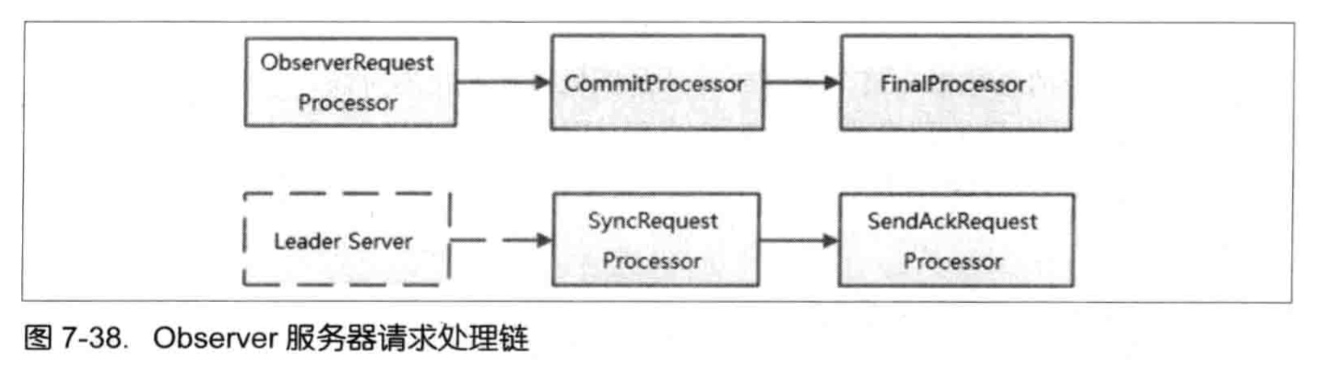 ObserverRequest
Processor
CommitProcessor
FinalProcessor
Leader Server
SyncRequest
Processor
SendAckRequest
Processor
图 7-38. Observer 服务器请求处理链